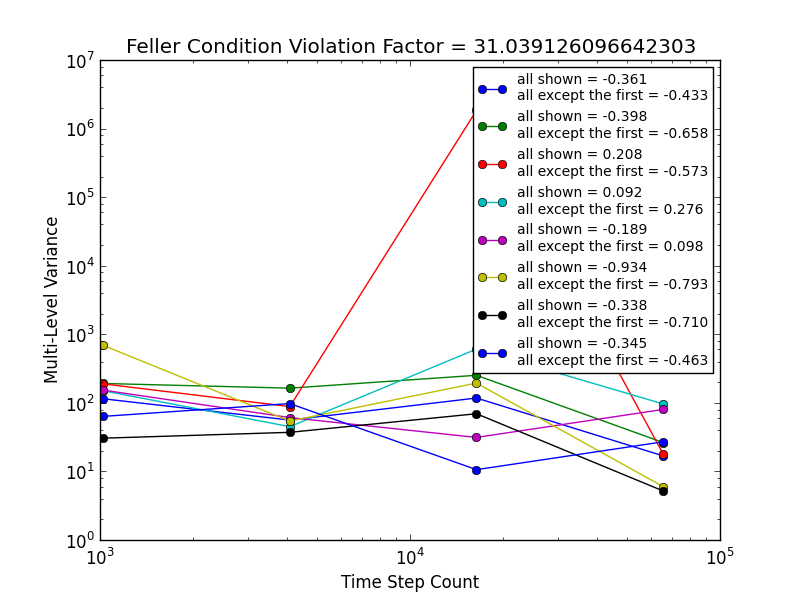 Feller Condition Violation Factor = 31.039126096642303
10^7
10^6
10^5
10^4
10^3
10^2
10^1
10^0
Multi-Level Variance
all shown = -0.361
all except the first = -0.433
all shown = -0.398
all except the first = -0.658
all shown = 0.208
all except the first = -0.573
all shown = 0.092
all except the first = 0.276
all shown = -0.189
all except the first = 0.098
all shown = -0.934
all except the first = -0.793
all shown = -0.338
all except the first = -0.710
all shown = -0.345
all except the first = -0.463
10^3 10^4 10^5
Time Step Count